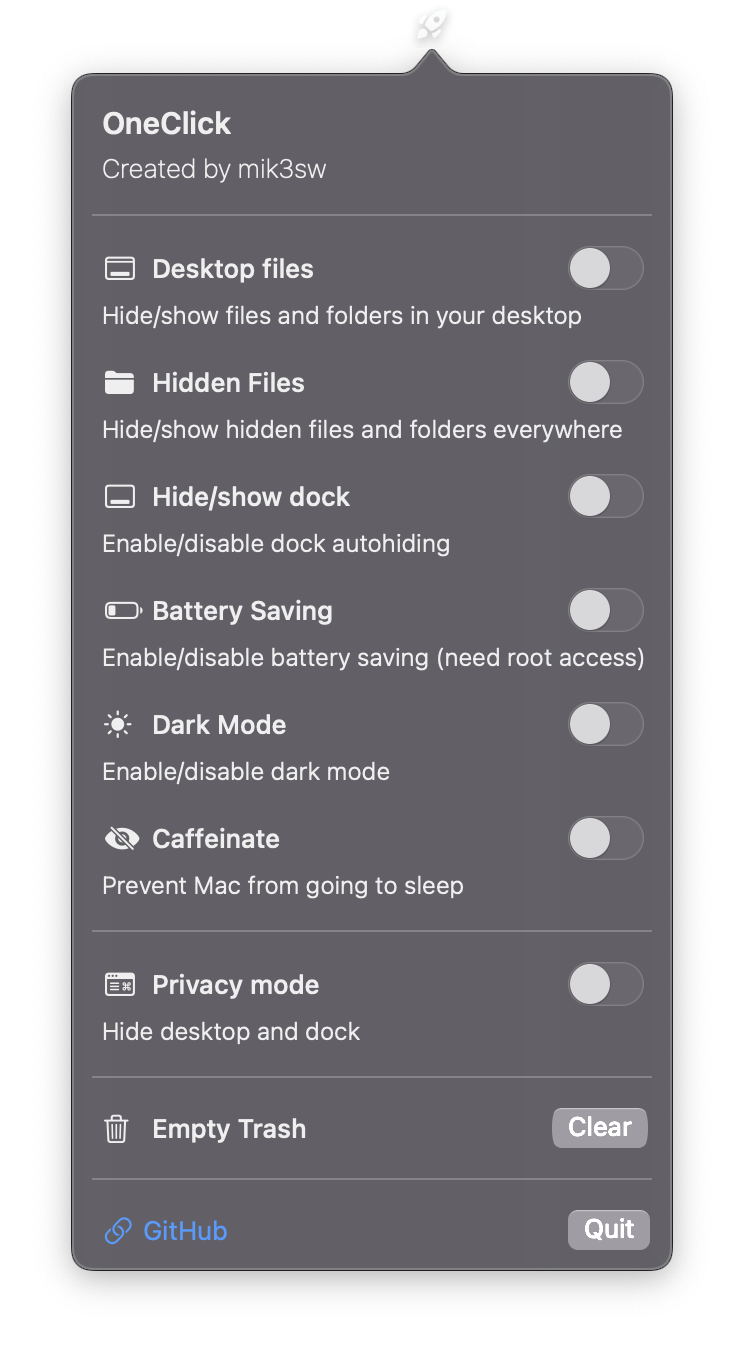 OneClick
Created by mik3sw
Desktop files
Hide/show files and folders in your desktop
Hidden Files
Hide/show hidden files and folders everywhere
Hide/show dock
Enable/disable dock autohiding
Battery Saving
Enable/disable battery saving (need root access)
Dark Mode
Enable/disable dark mode
Caffeinate
Prevent Mac from going to sleep
Privacy mode
Hide desktop and dock
Empty Trash Clear
GitHub Quit